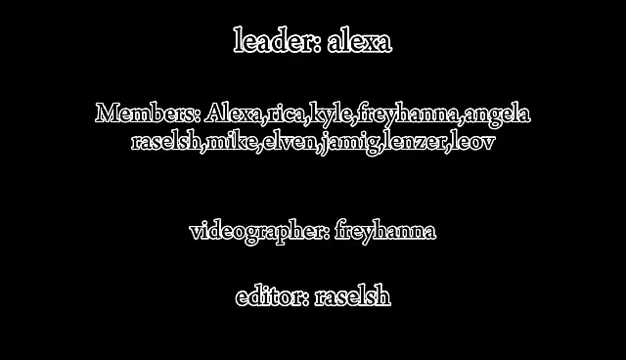 leader: alexa
Members: Alexa,rica,kyle,freyhanna,angela
raselsh,mike,elven,jamig,lenzer,leov
videographer: freyhanna
editor: raselsh